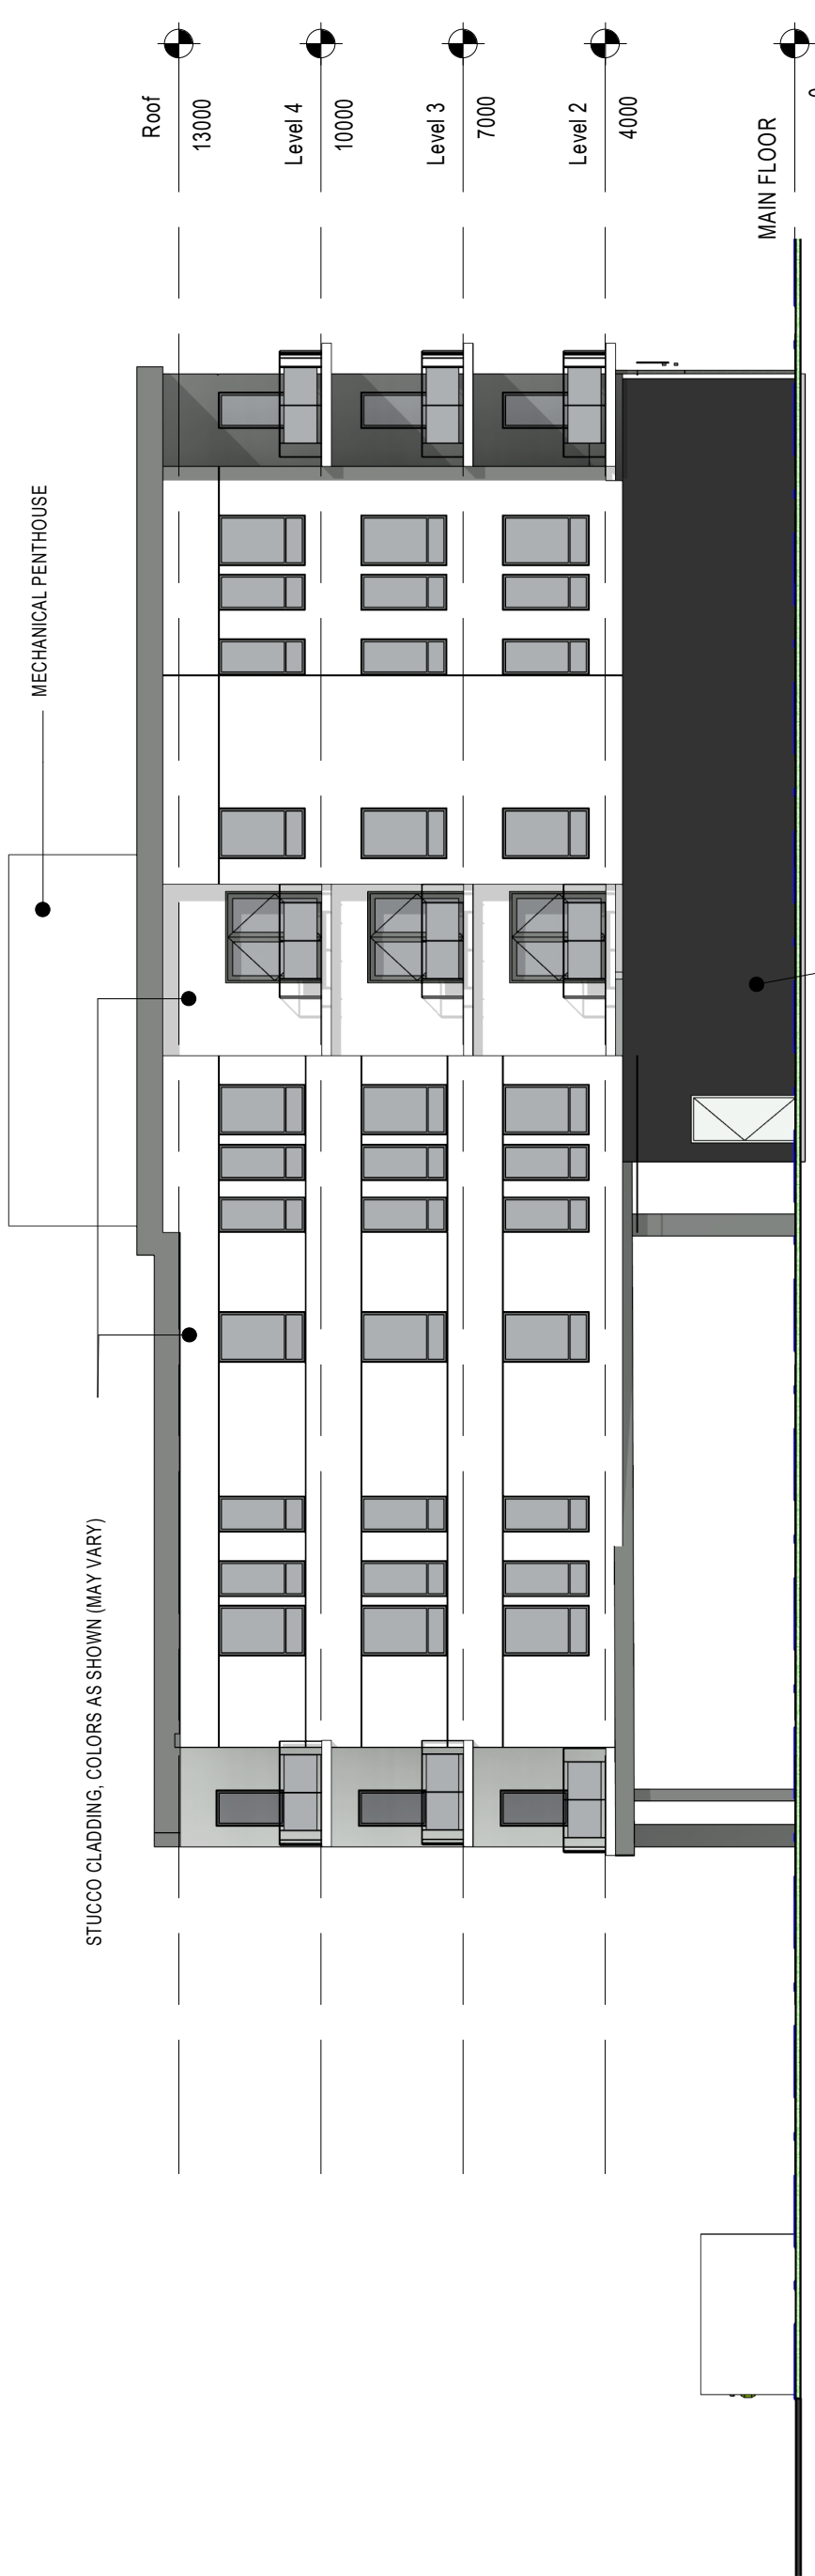 MECHANICAL PENTHOUSE
STUCCO CLADDING, COLORS AS SHOWN (MAY VARY)
Roof
13000
Level 4
10000
Level 3
7000
Level 2
4000
MAIN FLOOR